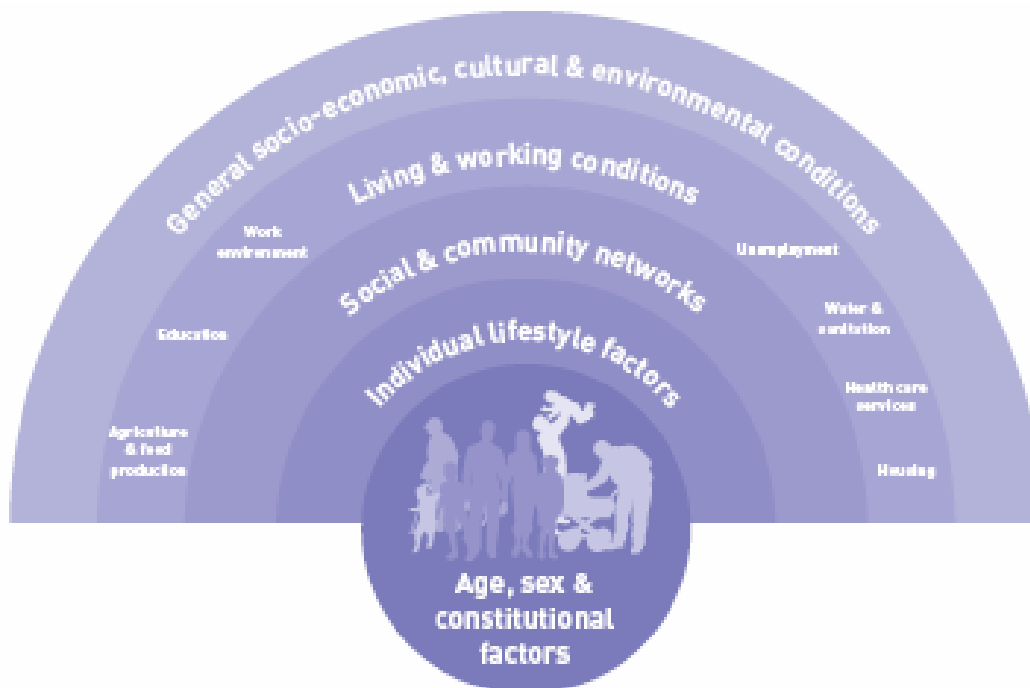 General socio-economic, cultural & environmental conditions
Living & working conditions
Work
environment
Unemployment
Social & community networks
Education
Water &
sanitation
Individual lifestyle factors
Agriculture
& food
production
Health care
services
Housing
Age, sex &
constitutional
factors